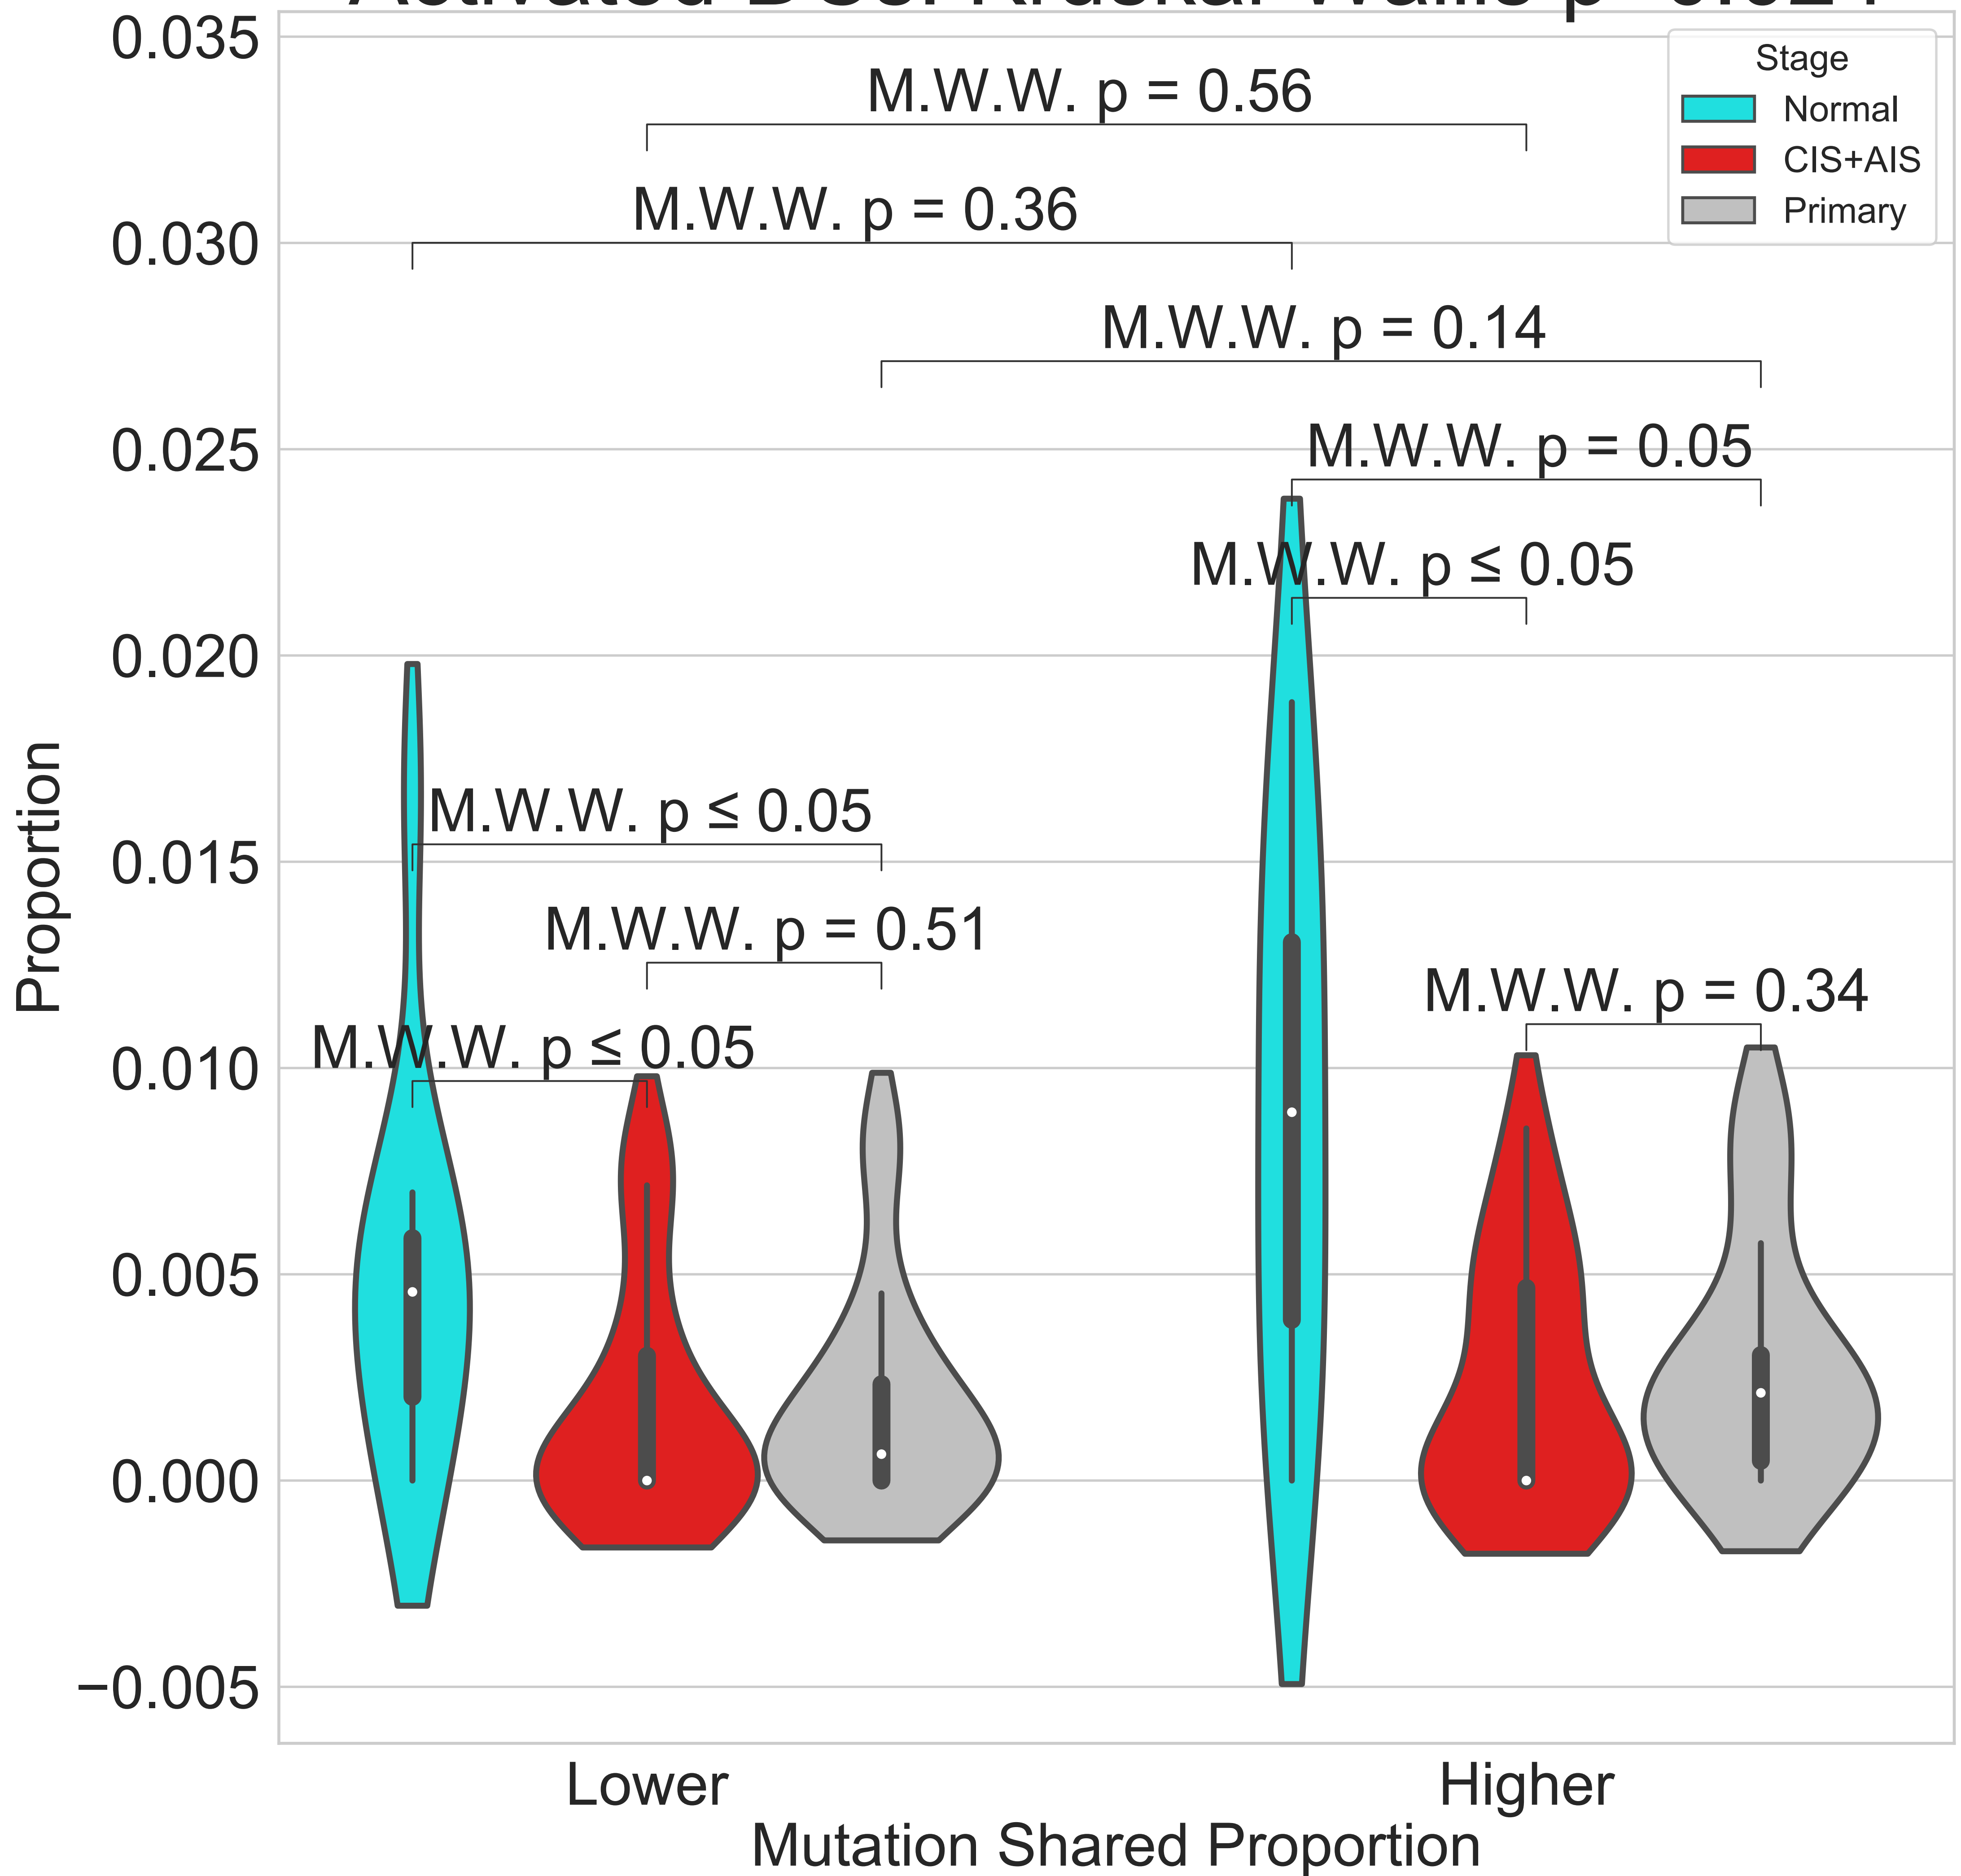 0.035
0.030
0.025
0.020
0.015
0.010
0.005
0.000
−0.005
Proportion
M.W.W. p = 0.56
M.W.W. p = 0.36
M.W.W. p = 0.14
M.W.W. p = 0.05
M.W.W. p ≤ 0.05
M.W.W. p ≤ 0.05
M.W.W. p = 0.51
M.W.W. p = 0.34
M.W.W. p ≤ 0.05
Stage
Normal
CIS+AIS
Primary
Lower
Higher
Mutation Shared Proportion